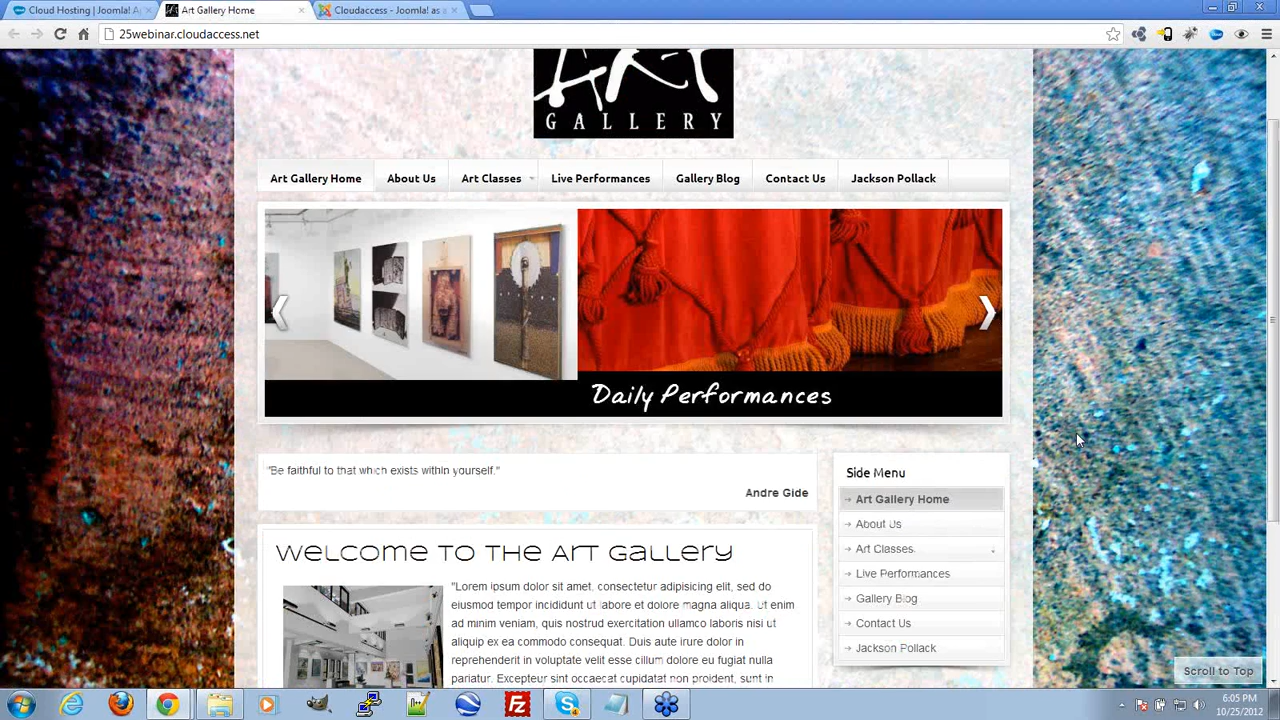 Cloud Hosting | Joomla! A
Art Gallery Home
Cloudaccess - Joomla! as a
25webinar.cloudaccess.net
ART
GALLERY
Art Gallery Home
About Us
Art Classes
Live Performances
Gallery Blog
Contact Us
Jackson Pollack
Daily Performances
"Be faithful to that which exists within yourself."
Andre Gide
Side Menu
Art Gallery Home
About Us
Art Classes
Live Performances
Gallery Blog
Contact Us
Jackson Pollack
Welcome to the Art Gallery
"Lorem ipsum dolor sit amet, consectetur adipisicing elit, sed do
eiusmod tempor incididunt ut labore et dolore magna aliqua. Ut enim
ad minim veniam, quis nostrud exercitation ullamco laboris nisi ut
aliquip ex ea commodo consequat. Duis aute irure dolor in
reprehenderit in voluptate velit esse cillum dolore eu fugiat nulla
pariatur. Excepteur sint occaecat cupidatat non proident, sunt in
Scroll to Top
6:05 PM
10/25/2012